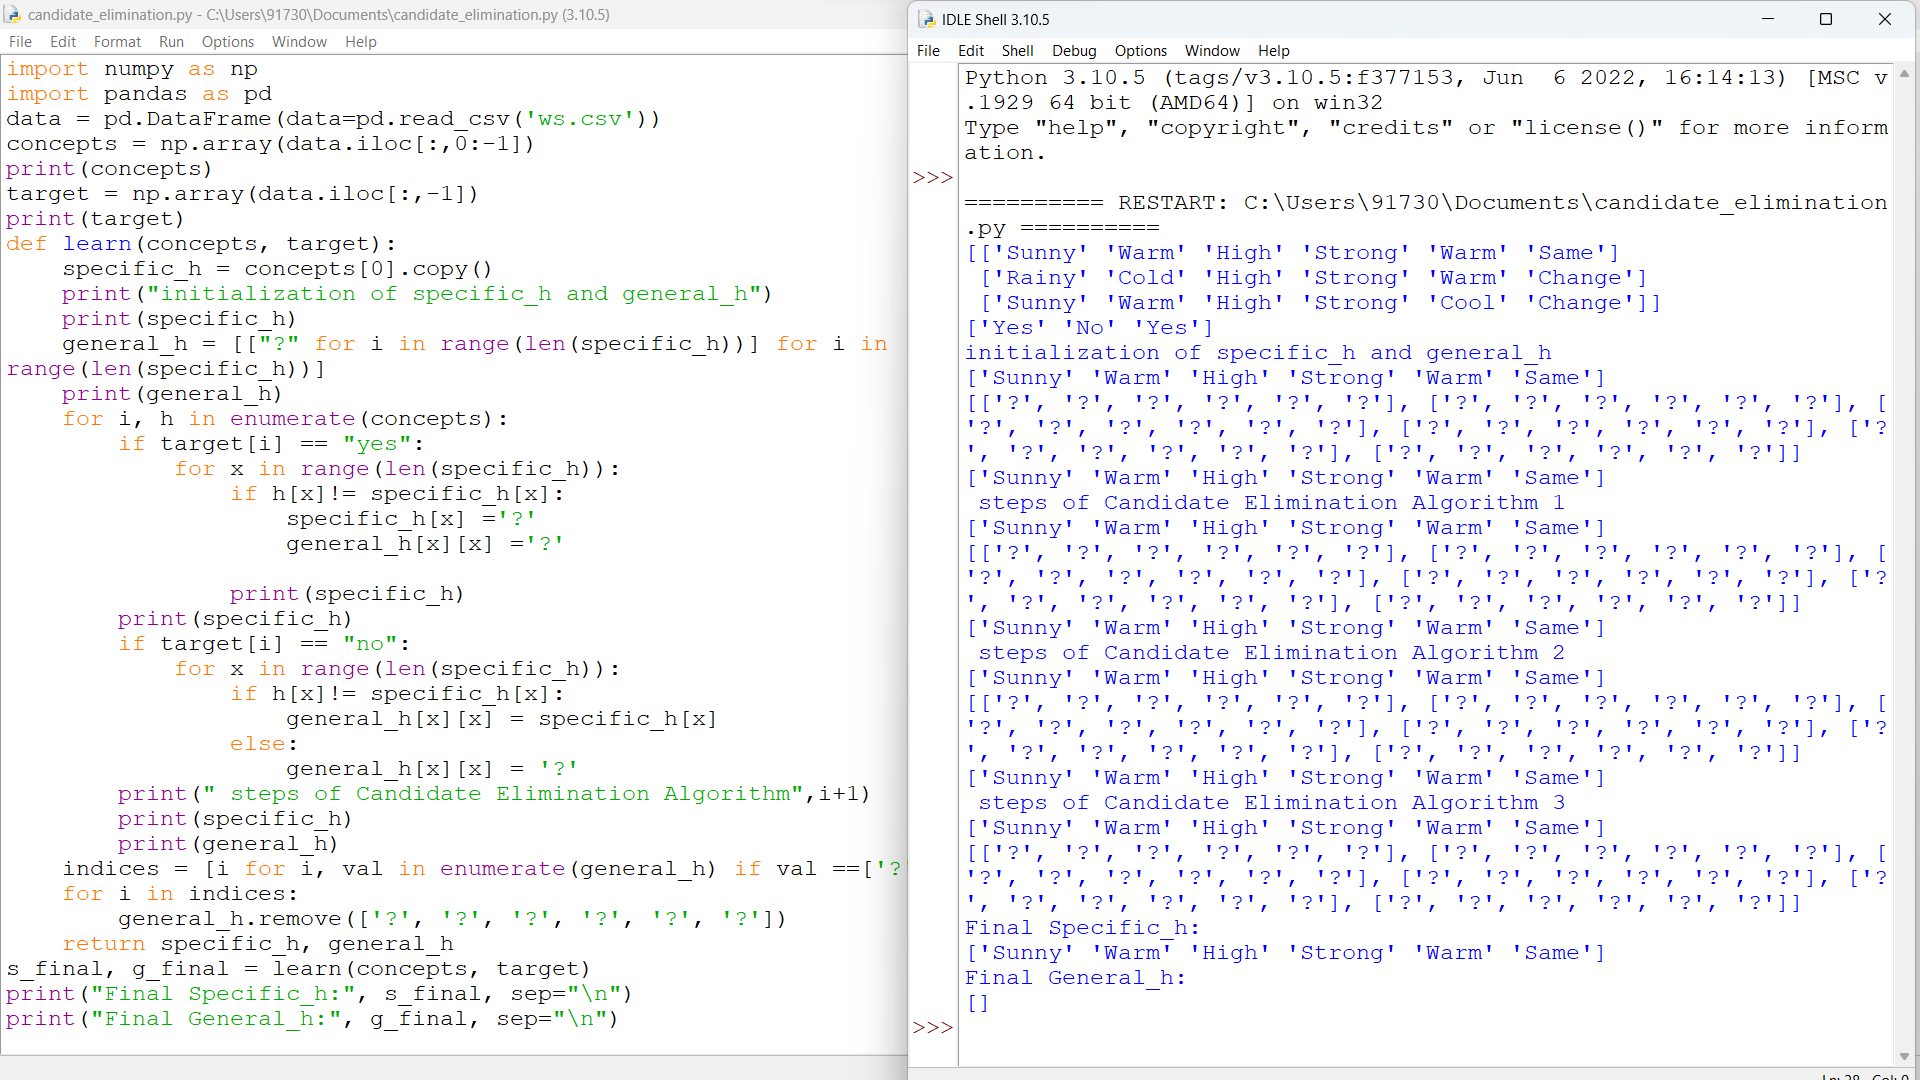 candidate_elimination.py - C:\Users\91730\Documents\candidate_elimination.py (3.10.5)
File Edit Format Run Options Window Help
import numpy as np
import pandas as pd
data = pd.DataFrame(data=pd.read_csv('ws.csv'))
concepts = np.array(data.iloc[:,0:-1])
print(concepts)
target = np.array(data.iloc[:,-1])
print(target)
def learn(concepts, target):
    specific_h = concepts[0].copy()
    print("initialization of specific_h and general_h")
    print(specific_h)
    general_h = [["?" for i in range(len(specific_h))] for i in
range(len(specific_h))]
    print(general_h)
    for i, h in enumerate(concepts):
        if target[i] == "yes":
            for x in range(len(specific_h)):
                if h[x]!= specific_h[x]:
                    specific_h[x] ='?'
                    general_h[x][x] ='?'
                print(specific_h)
        print(specific_h)
        if target[i] == "no":
            for x in range(len(specific_h)):
                if h[x]!= specific_h[x]:
                    general_h[x][x] = specific_h[x]
                else:
                    general_h[x][x] = '?'
        print(" steps of Candidate Elimination Algorithm",i+1)
        print(specific_h)
        print(general_h)
    indices = [i for i, val in enumerate(general_h) if val ==['?'
    for i in indices:
        general_h.remove(['?', '?', '?', '?', '?', '?'])
    return specific_h, general_h
s_final, g_final = learn(concepts, target)
print("Final Specific_h:", s_final, sep="\n")
print("Final General_h:", g_final, sep="\n")
IDLE Shell 3.10.5
File Edit Shell Debug Options Window Help
Python 3.10.5 (tags/v3.10.5:f377153, Jun  6 2022, 16:14:13) [MSC v
.1929 64 bit (AMD64)] on win32
Type "help", "copyright", "credits" or "license()" for more inform
ation.
>>>
========== RESTART: C:\Users\91730\Documents\candidate_elimination
.py ==========
[['Sunny' 'Warm' 'High' 'Strong' 'Warm' 'Same']
 ['Rainy' 'Cold' 'High' 'Strong' 'Warm' 'Change']
 ['Sunny' 'Warm' 'High' 'Strong' 'Cool' 'Change']]
['Yes' 'No' 'Yes']
initialization of specific_h and general_h
['Sunny' 'Warm' 'High' 'Strong' 'Warm' 'Same']
[['?', '?', '?', '?', '?', '?'], ['?', '?', '?', '?', '?', '?'], [
'?', '?', '?', '?', '?', '?'], ['?', '?', '?', '?', '?', '?'], ['?
', '?', '?', '?', '?', '?'], ['?', '?', '?', '?', '?', '?']]
['Sunny' 'Warm' 'High' 'Strong' 'Warm' 'Same']
 steps of Candidate Elimination Algorithm 1
['Sunny' 'Warm' 'High' 'Strong' 'Warm' 'Same']
[['?', '?', '?', '?', '?', '?'], ['?', '?', '?', '?', '?', '?'], [
'?', '?', '?', '?', '?', '?'], ['?', '?', '?', '?', '?', '?'], ['?
', '?', '?', '?', '?', '?'], ['?', '?', '?', '?', '?', '?']]
['Sunny' 'Warm' 'High' 'Strong' 'Warm' 'Same']
 steps of Candidate Elimination Algorithm 2
['Sunny' 'Warm' 'High' 'Strong' 'Warm' 'Same']
[['?', '?', '?', '?', '?', '?'], ['?', '?', '?', '?', '?', '?'], [
'?', '?', '?', '?', '?', '?'], ['?', '?', '?', '?', '?', '?'], ['?
', '?', '?', '?', '?', '?'], ['?', '?', '?', '?', '?', '?']]
['Sunny' 'Warm' 'High' 'Strong' 'Warm' 'Same']
 steps of Candidate Elimination Algorithm 3
['Sunny' 'Warm' 'High' 'Strong' 'Warm' 'Same']
[['?', '?', '?', '?', '?', '?'], ['?', '?', '?', '?', '?', '?'], [
'?', '?', '?', '?', '?', '?'], ['?', '?', '?', '?', '?', '?'], ['?
', '?', '?', '?', '?', '?'], ['?', '?', '?', '?', '?', '?']]
Final Specific_h:
['Sunny' 'Warm' 'High' 'Strong' 'Warm' 'Same']
Final General_h:
[]
>>>